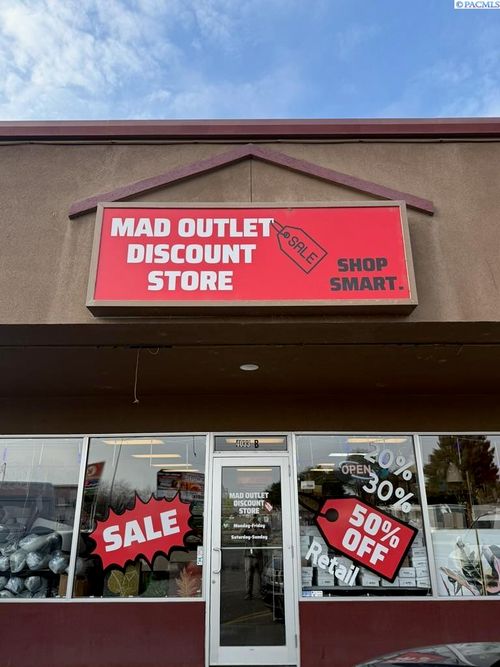 © PACMLS
MAD OUTLET
DISCOUNT
STORE
SALE
SHOP
SMART.
SALE
MAD OUTLET
DISCOUNT
STORE
Monday-Friday
Saturday-Sunday
OPEN
20%
30%
50%
OFF
Retail